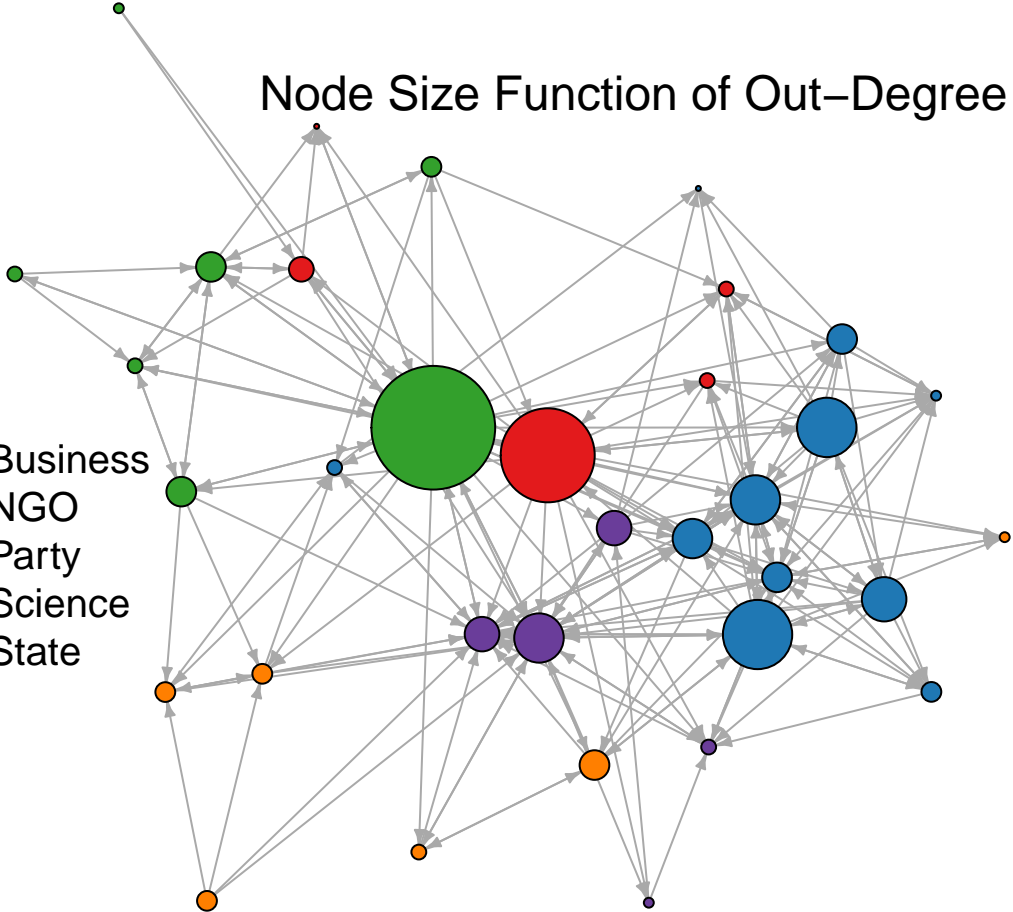 Node Size Function of Out−Degree
Business
NGO
Party
Science
State